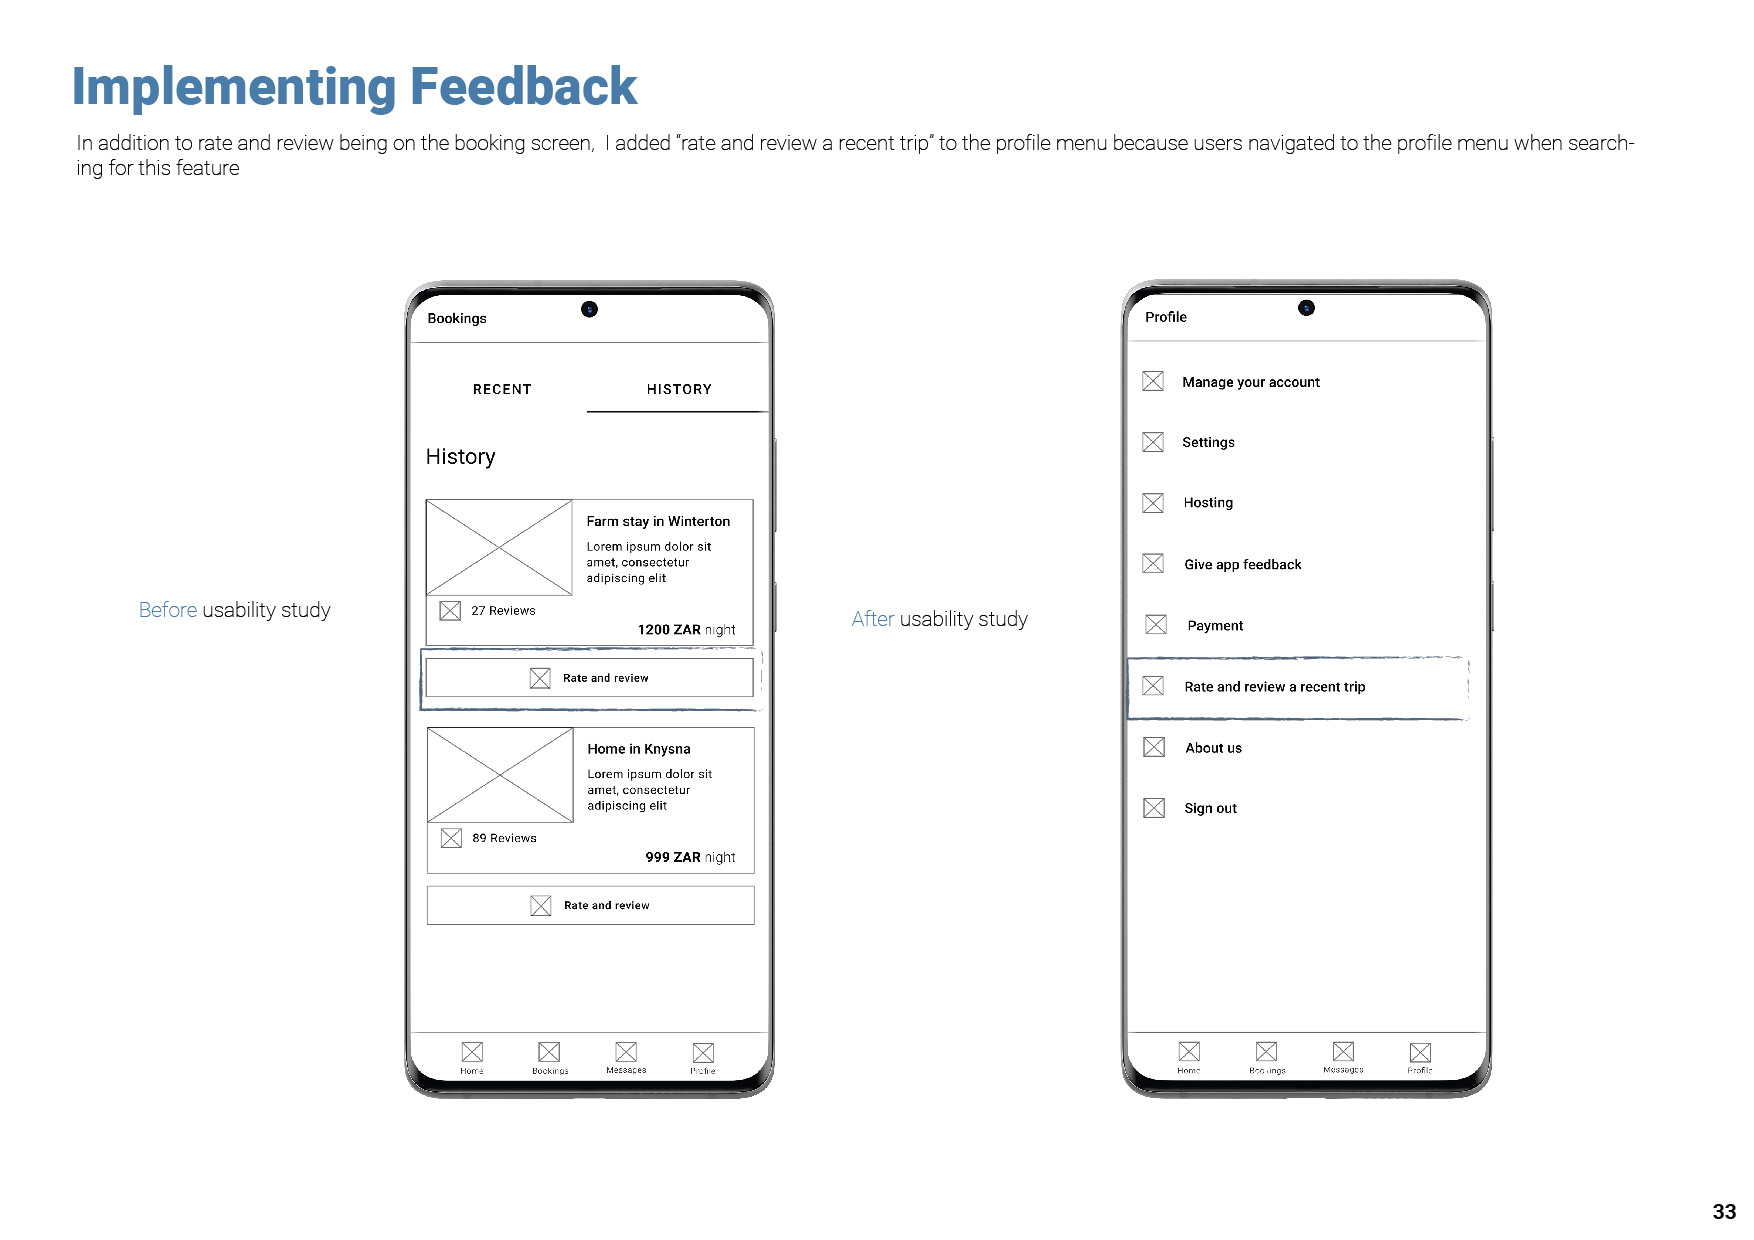 Implementing Feedback
In addition to rate and review being on the booking screen,  I added “rate and review a recent trip” to the profile menu because users navigated to the profile menu when search-
ing for this feature
Before usability study
Bookings
RECENT
HISTORY
History
Farm stay in Winterton
Lorem ipsum dolor sit
amet, consectetur
adipiscing elit
27 Reviews
1200 ZAR night
Rate and review
Home in Knysna
Lorem ipsum dolor sit
amet, consectetur
adipiscing elit
89 Reviews
999 ZAR night
Rate and review
Home
Bookings
Messages
Profile
After usability study
Profile
Manage your account
Settings
Hosting
Give app feedback
Payment
Rate and review a recent trip
About us
Sign out
Home
Bookings
Messages
Profile
33